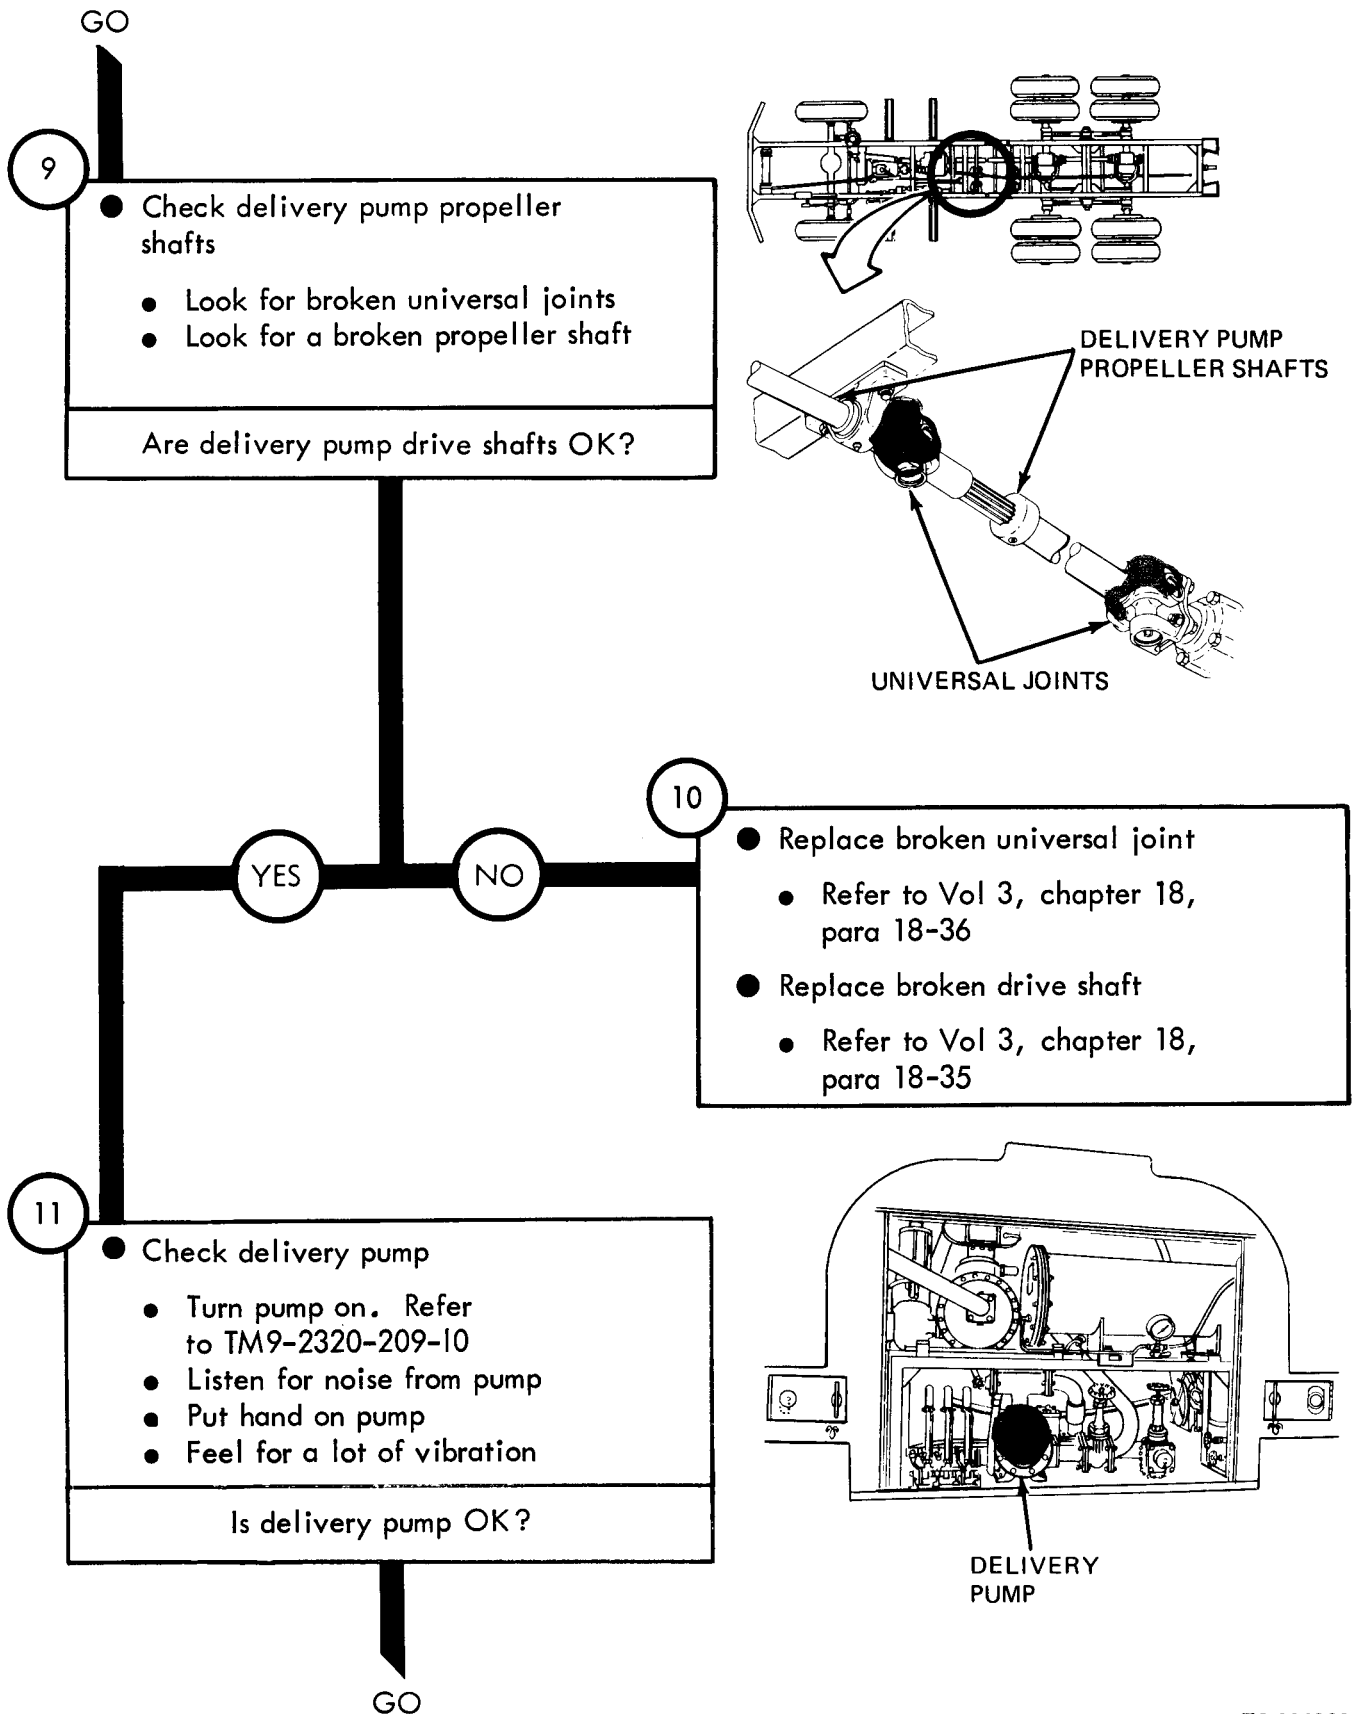 GO
9
● Check delivery pump propeller
shafts
● Look for broken universal joints
● Look for a broken propeller shaft
Are delivery pump drive shafts OK?
DELIVERY PUMP
PROPELLER SHAFTS
UNIVERSAL JOINTS
YES
NO
10
● Replace broken universal joint
● Refer to Vol 3, chapter 18,
para 18-36
● Replace broken drive shaft
● Refer to Vol 3, chapter 18,
para 18-35
11
● Check delivery pump
● Turn pump on. Refer
to TM9-2320-209-10
● Listen for noise from pump
● Put hand on pump
● Feel for a lot of vibration
Is delivery pump OK?
DELIVERY
PUMP
GO